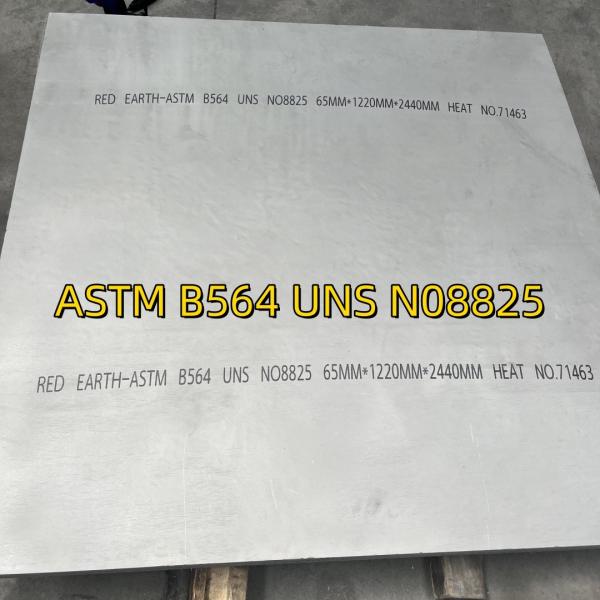 RED EARTH-ASTM B564 UNS NO8825 65MM*1220MM*2440MM HEAT NO.71463
ASTM B564 UNS N08825
RED EARTH-ASTM B564 UNS NO8825 65MM*1220MM*2440MM HEAT NO.71463